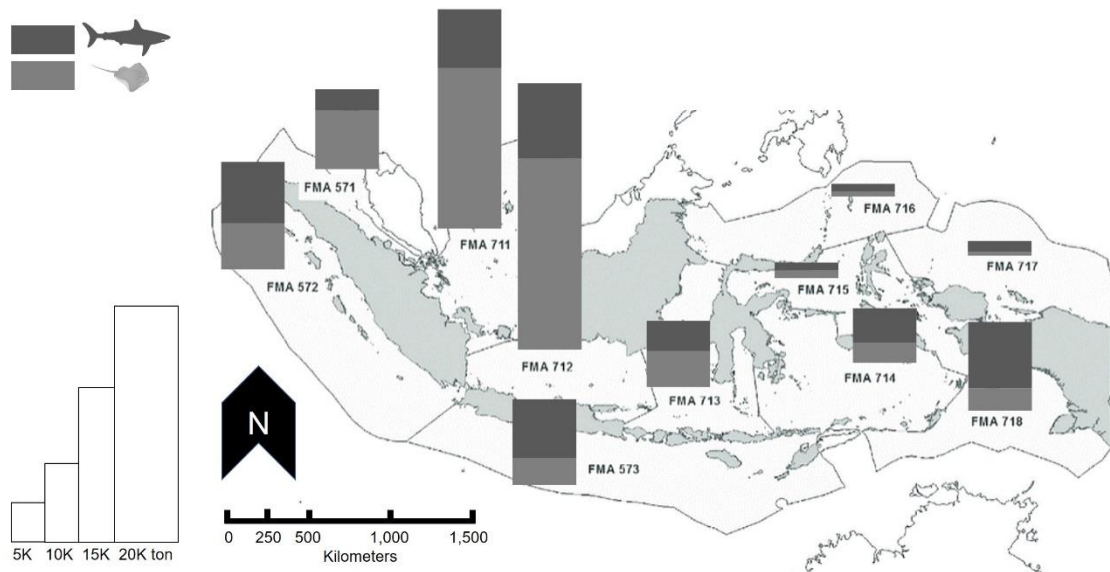 FMA 571
FMA 572
FMA 711
FMA 712
FMA 713
FMA 573
FMA 716
FMA 717
FMA 715
FMA 714
FMA 718
N
0 250 500 1,000 1,500
Kilometers
5K 10K 15K 20K ton